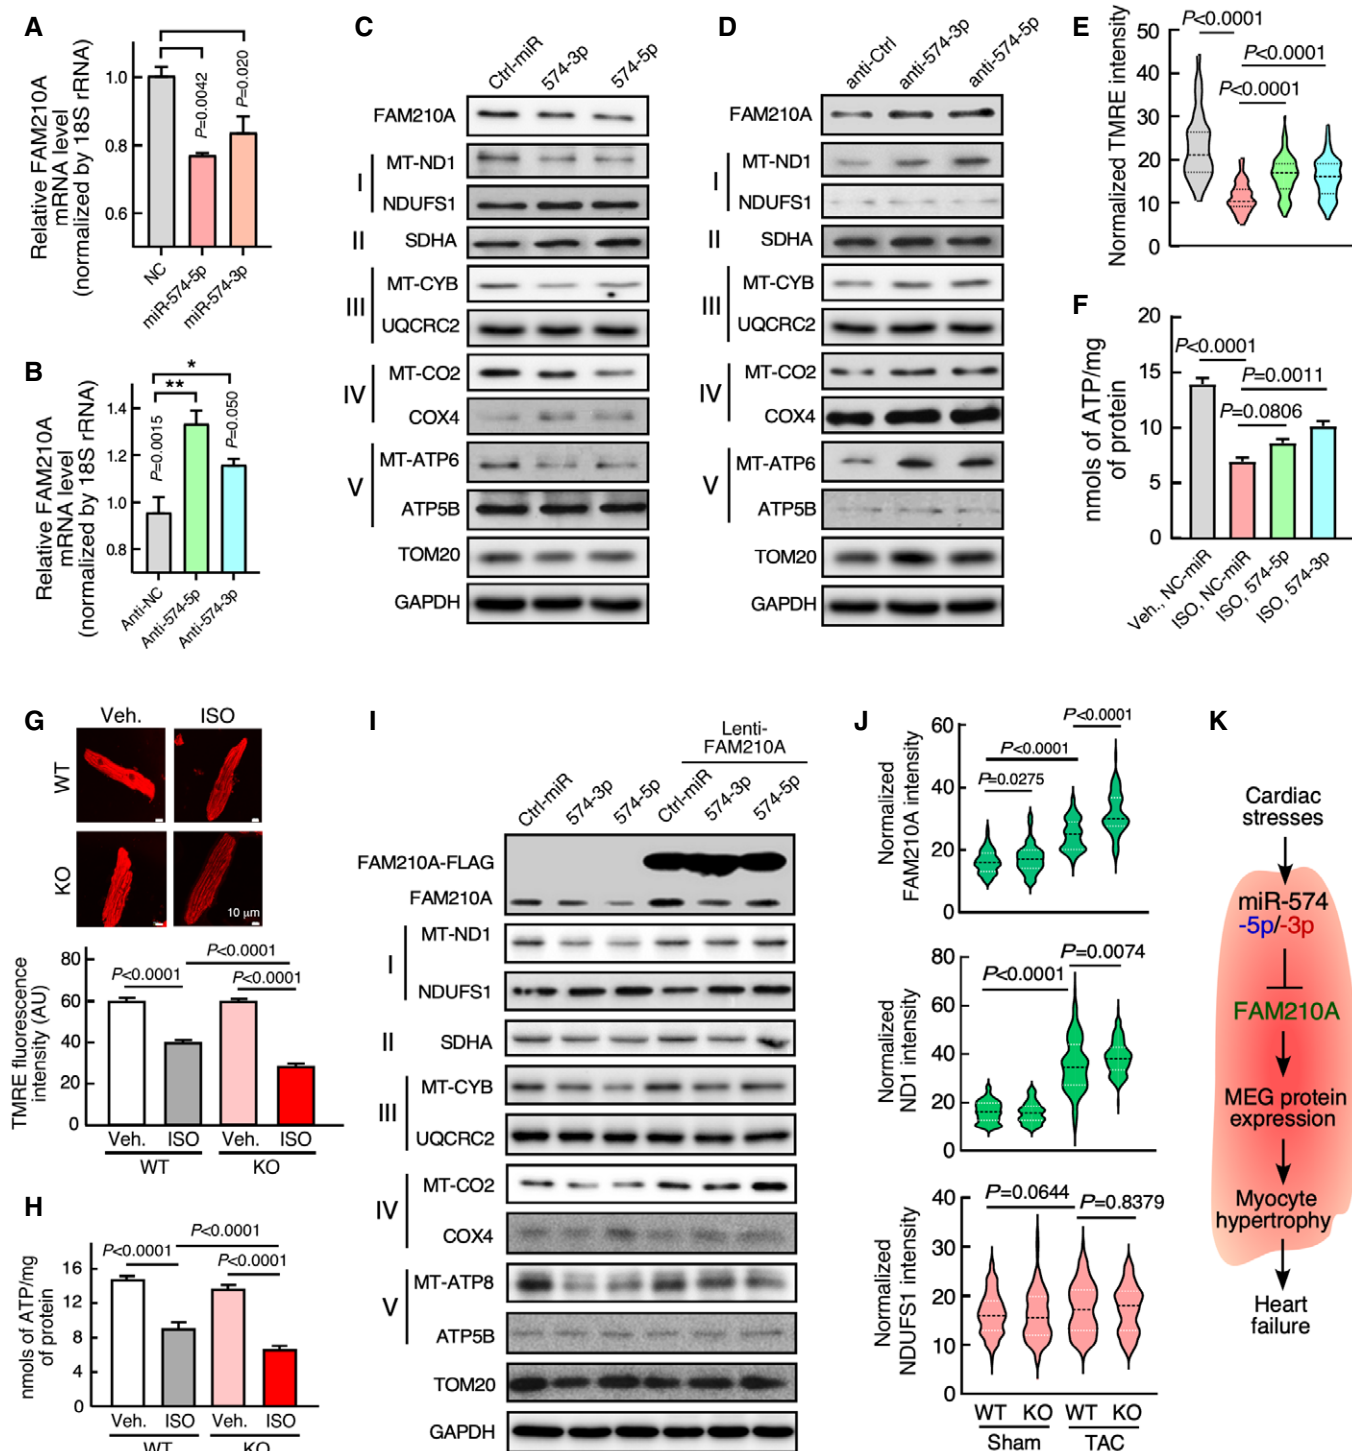 A
Relative FAM210A
mRNA level
(normalized by 18S rRNA)
1.0
0.8
0.6
P=0.0042
P=0.020
NC
miR-574-5p
miR-574-3p
B
Relative FAM210A
mRNA level
(normalized by 18S rRNA)
1.4
1.2
1.0
0.8
*
**
P=0.0015
P=0.050
Anti-NC
Anti-574-5p
Anti-574-3p
C
Ctrl-miR
574-3p
574-5p
FAM210A
I
MT-ND1
NDUFS1
II
SDHA
III
MT-CYB
UQCRC2
IV
MT-CO2
COX4
V
MT-ATP6
ATP5B
TOM20
GAPDH
D
anti-Ctrl
anti-574-3p
anti-574-5p
FAM210A
I
MT-ND1
NDUFS1
II
SDHA
III
MT-CYB
UQCRC2
IV
MT-CO2
COX4
V
MT-ATP6
ATP5B
TOM20
GAPDH
E
Normalized TMRE intensity
50
40
30
20
10
0
P<0.0001
P<0.0001
P<0.0001
F
nmols of ATP/mg
of protein
20
15
10
5
0
P<0.0001
P=0.0011
P=0.0806
Veh., NC-miR
ISO, NC-miR
ISO, 574-5p
ISO, 574-3p
G
Veh.
ISO
WT
KO
10 μm
TMRE fluorescence
intensity (AU)
80
60
40
20
0
P<0.0001
P<0.0001
P<0.0001
Veh.
ISO
Veh.
ISO
WT
KO
H
nmols of ATP/mg
of protein
16
12
8
4
0
P<0.0001
P<0.0001
P<0.0001
Veh.
ISO
Veh.
ISO
WT
KO
I
Lenti-
FAM210A
Ctrl-miR
574-3p
574-5p
Ctrl-miR
574-3p
574-5p
FAM210A-FLAG
FAM210A
I
MT-ND1
NDUFS1
II
SDHA
III
MT-CYB
UQCRC2
IV
MT-CO2
COX4
V
MT-ATP8
ATP5B
TOM20
GAPDH
J
Normalized
FAM210A intensity
60
40
20
0
P<0.0001
P<0.0001
P=0.0275
Normalized
ND1 intensity
80
60
40
20
0
P=0.0074
P<0.0001
Normalized
NDUFS1 intensity
40
30
20
10
0
P=0.0644
P=0.8379
WT
KO
WT
KO
Sham
TAC
K
Cardiac
stresses
miR-574
-5p/-3p
FAM210A
MEG protein
expression
Myocyte
hypertrophy
Heart
failure